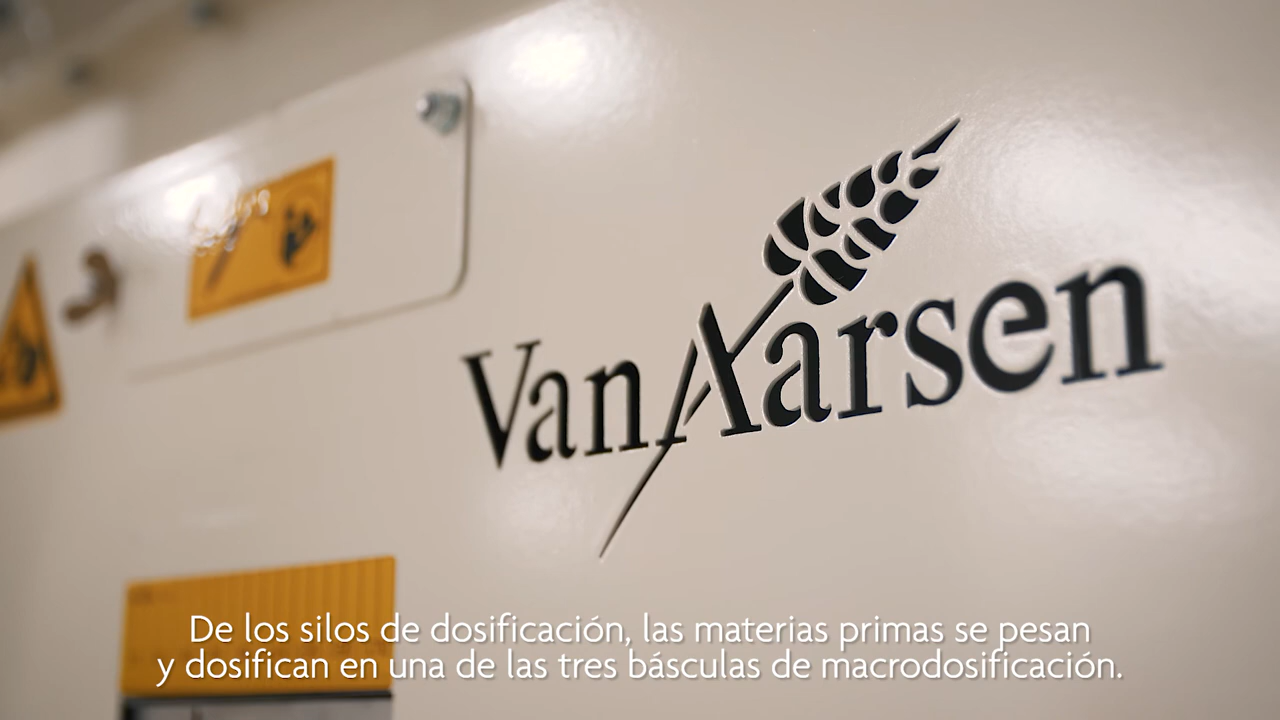 VanAarsen
De los silos de dosificación, las materias primas se pesan
y dosifican en una de las tres básculas de macrodosificación.